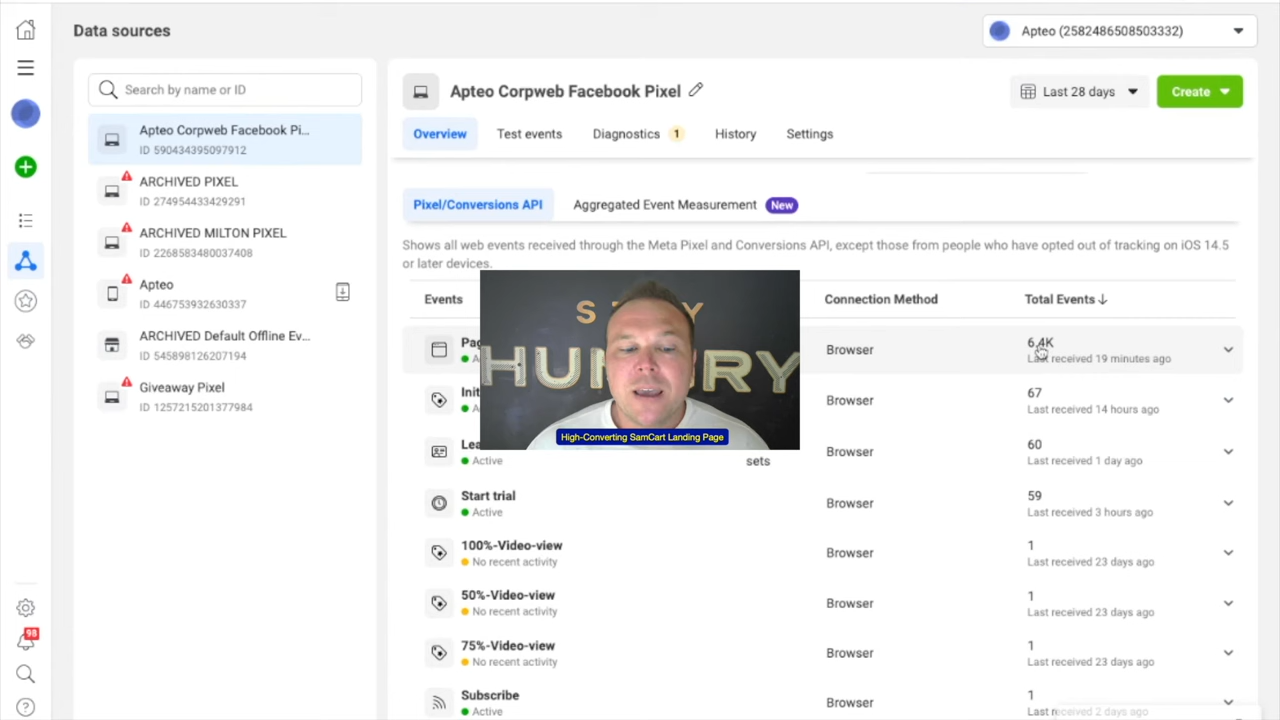 Data sources
Apteo (2582486508503332)
Search by name or ID
Apteo Corpweb Facebook Pi...
ID 590434395097912
ARCHIVED PIXEL
ID 274954433429291
ARCHIVED MILTON PIXEL
ID 2268583480037408
Apteo
ID 446753932630337
ARCHIVED Default Offline Ev...
ID 545898126207194
Giveaway Pixel
ID 1257215201377984
98
Apteo Corpweb Facebook Pixel
Last 28 days
Create
Overview
Test events
Diagnostics 1
History
Settings
Pixel/Conversions API
Aggregated Event Measurement New
Shows all web events received through the Meta Pixel and Conversions API, except those from people who have opted out of tracking on iOS 14.5
or later devices.
Events
Connection Method
Total Events
Browser
6.4K
Last received 19 minutes ago
Browser
67
Last received 14 hours ago
Active
sets
Browser
60
Last received 1 day ago
Start trial
Active
Browser
59
Last received 3 hours ago
100%-Video-view
No recent activity
Browser
1
Last received 23 days ago
50%-Video-view
No recent activity
Browser
1
Last received 23 days ago
75%-Video-view
No recent activity
Browser
1
Last received 23 days ago
Subscribe
Active
Browser
1
Last received 2 days ago
HUNGRY
High-Converting SamCart Landing Page